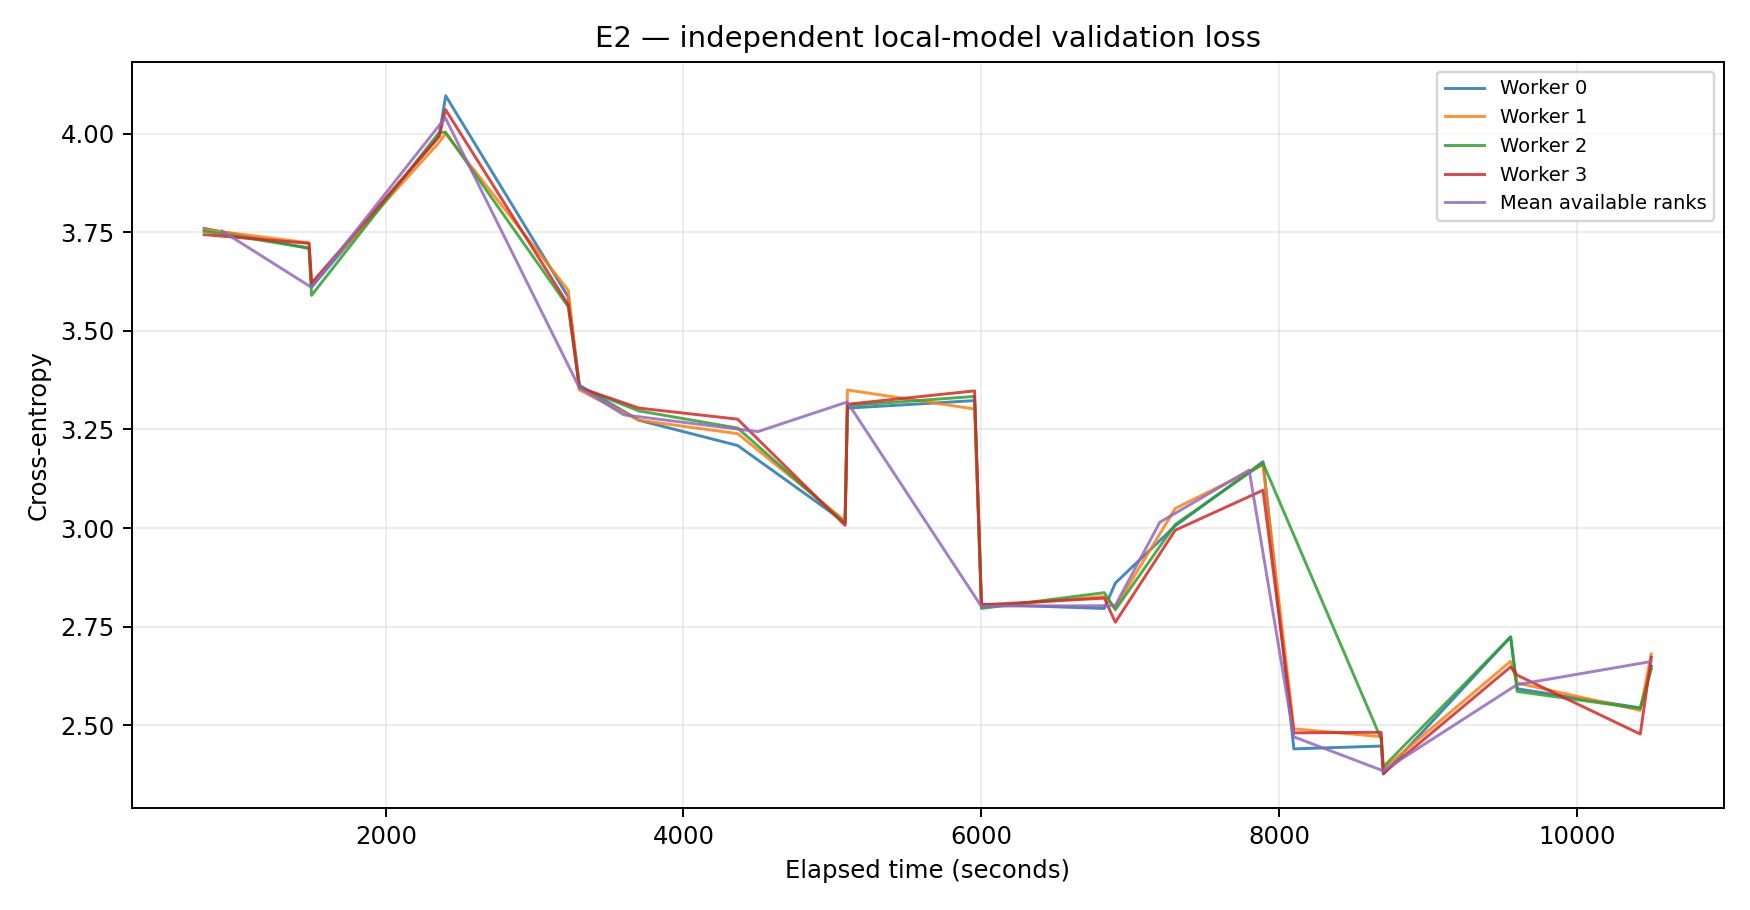 E2 — independent local-model validation loss
Worker 0
Worker 1
Worker 2
Worker 3
Mean available ranks
Cross-entropy
4.00
3.75
3.50
3.25
3.00
2.75
2.50
2000 4000 6000 8000 10000
Elapsed time (seconds)